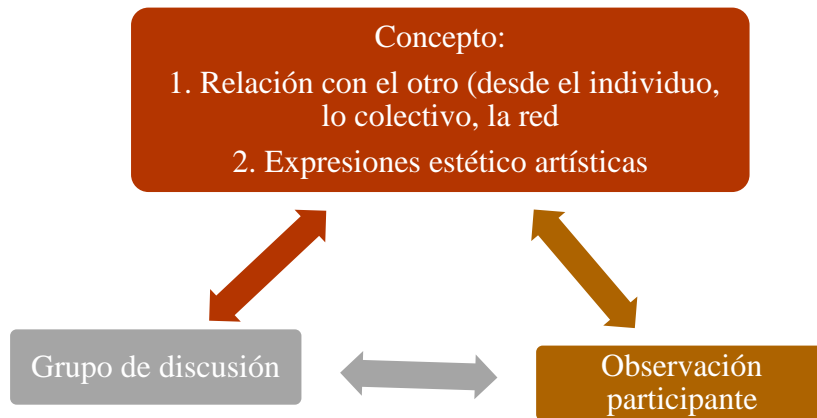 Concepto:
1. Relación con el otro (desde el individuo,
lo colectivo, la red
2. Expresiones estético artísticas
Grupo de discusión
Observación
participante